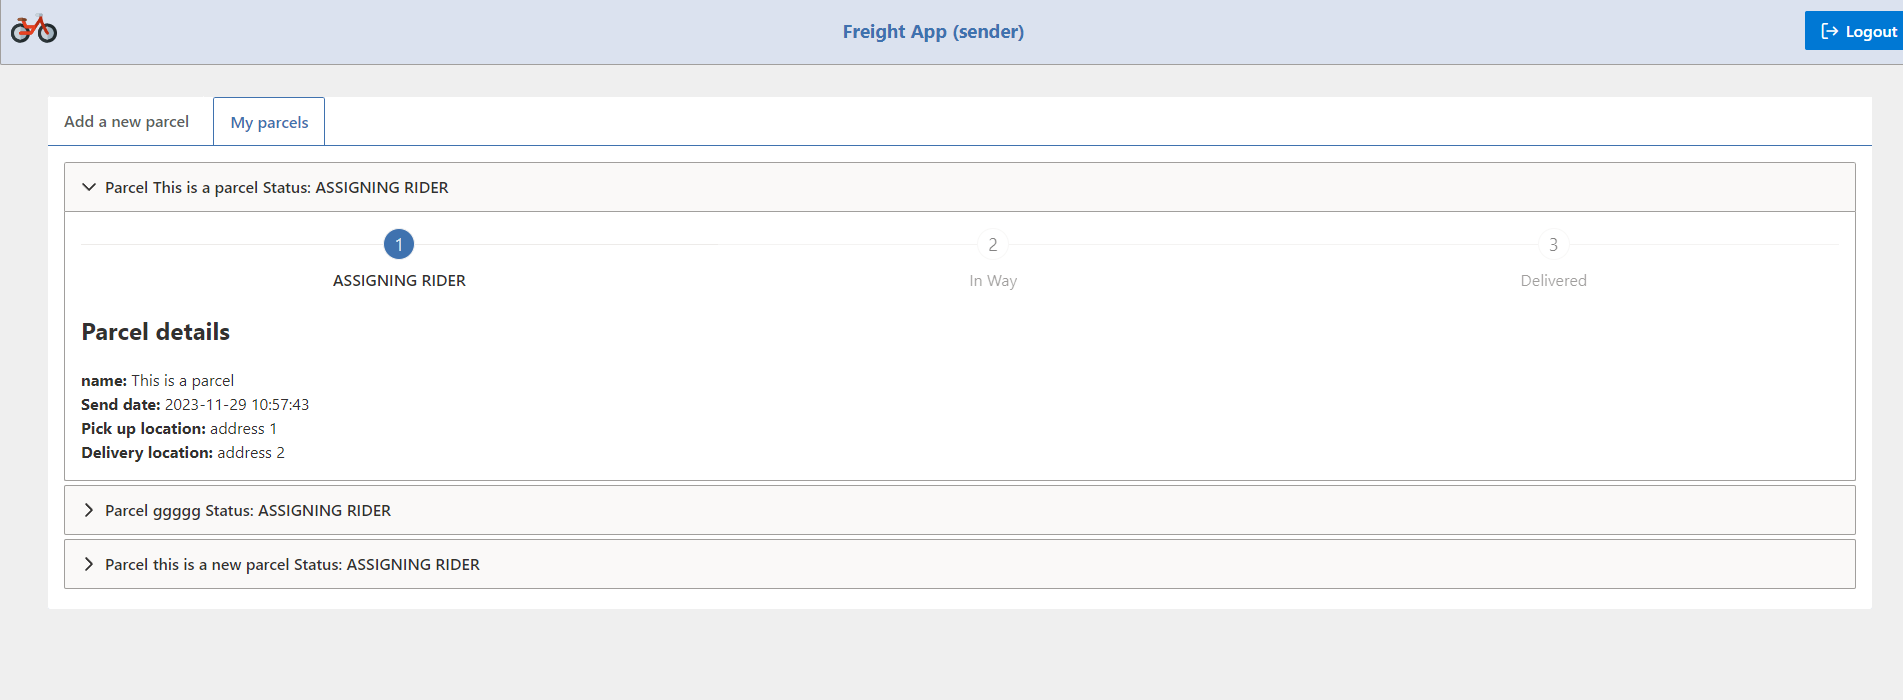 Freight App (sender)
Logout
Add a new parcel
My parcels
Parcel This is a parcel Status: ASSIGNING RIDER
1
2
3
ASSIGNING RIDER
In Way
Delivered
Parcel details
name: This is a parcel
Send date: 2023-11-29 10:57:43
Pick up location: address 1
Delivery location: address 2
Parcel ggggg Status: ASSIGNING RIDER
Parcel this is a new parcel Status: ASSIGNING RIDER